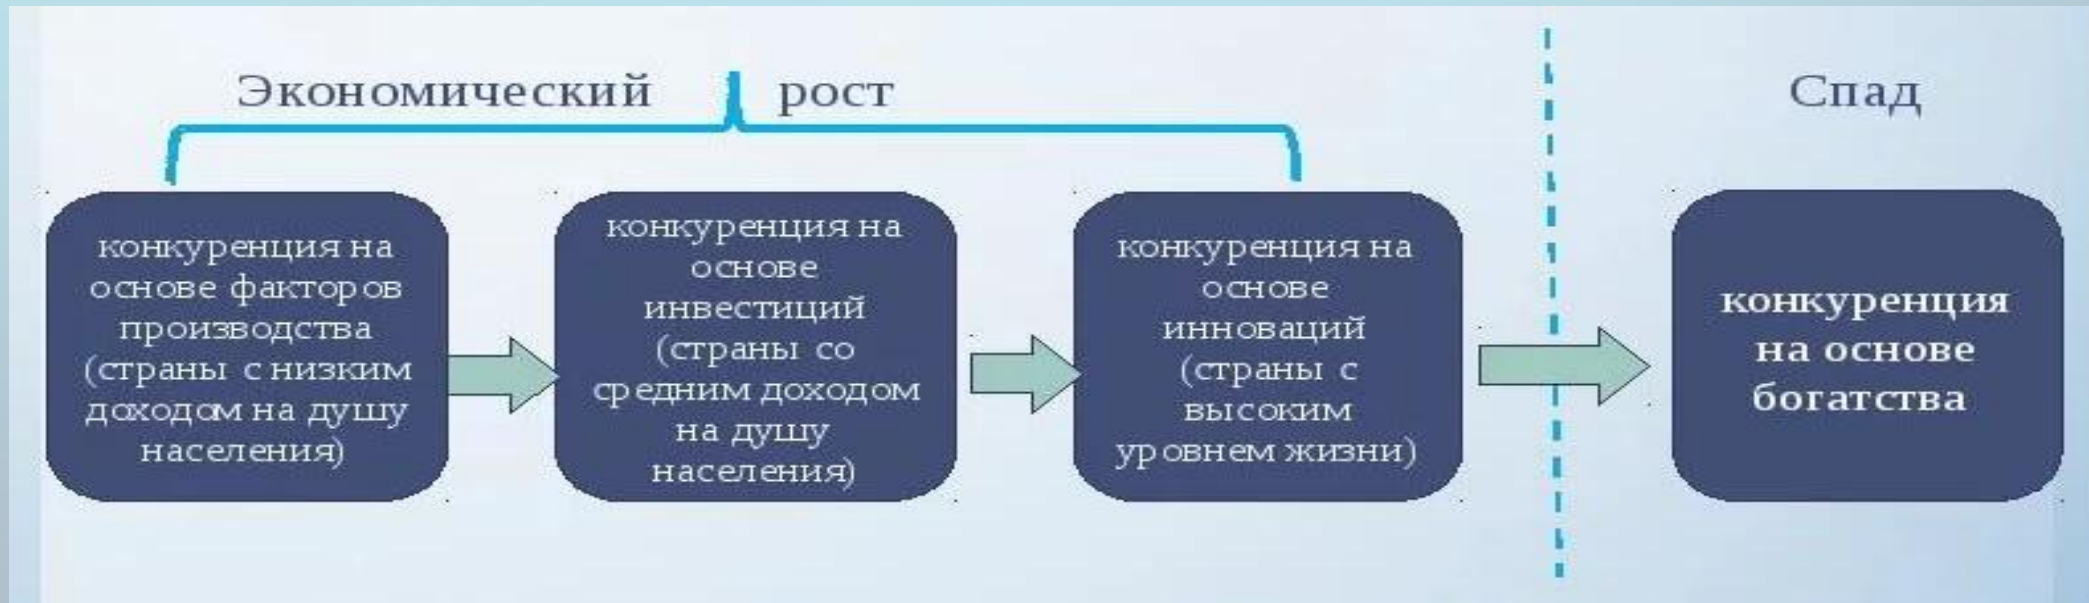 Экономический рост
Спад
конкуренция на
основе факторов
производства
(страны с низким
доходом на душу
населения)
конкуренция на
основе
инвестиций
(страны со
средним доходом
на душу
населения)
конкуренция на
основе
инноваций
(страны с
высоким
уровнем жизни)
конкуренция
на основе
богатства